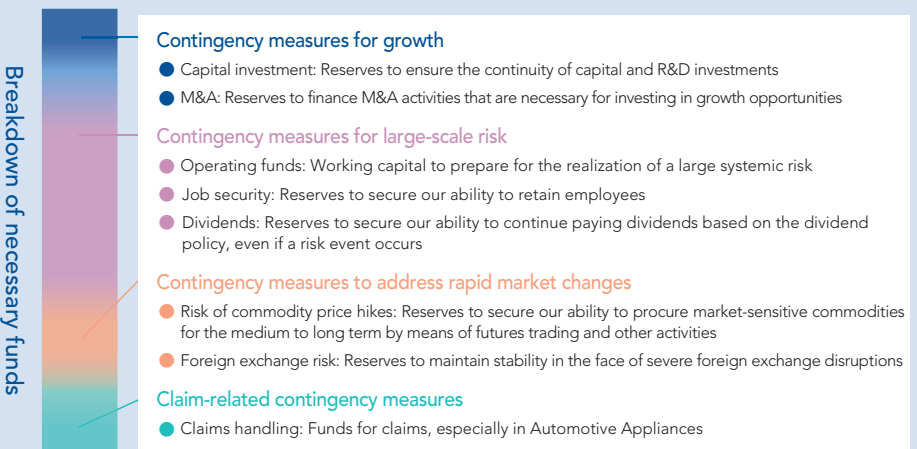 Breakdown of necessary funds
Contingency measures for growth
● Capital investment: Reserves to ensure the continuity of capital and R&D investments
● M&A: Reserves to finance M&A activities that are necessary for investing in growth opportunities
Contingency measures for large-scale risk
● Operating funds: Working capital to prepare for the realization of a large systemic risk
● Job security: Reserves to secure our ability to retain employees
● Dividends: Reserves to secure our ability to continue paying dividends based on the dividend
policy, even if a risk event occurs
Contingency measures to address rapid market changes
● Risk of commodity price hikes: Reserves to secure our ability to procure market-sensitive commodities
for the medium to long term by means of futures trading and other activities
● Foreign exchange risk: Reserves to maintain stability in the face of severe foreign exchange disruptions
Claim-related contingency measures
● Claims handling: Funds for claims, especially in Automotive Appliances